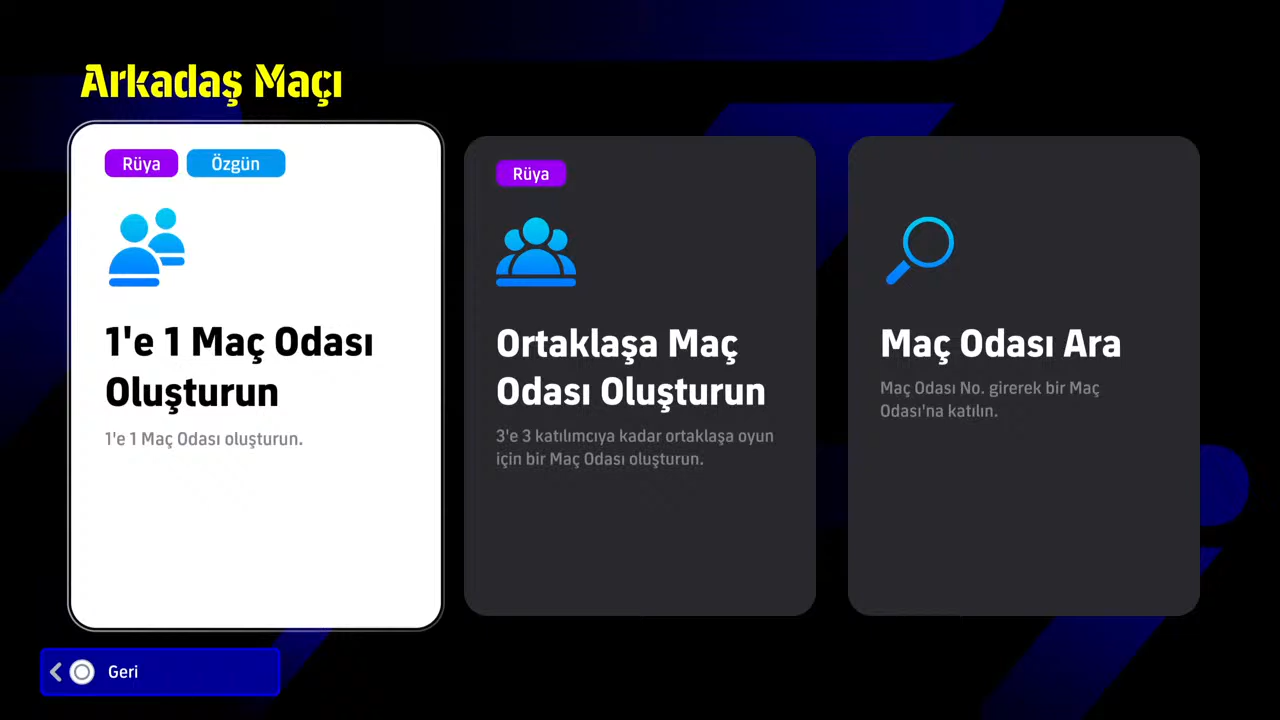 Arkadaş Maçı
Rüya
Özgün
1'e 1 Maç Odası
Oluşturun
1'e 1 Maç Odası oluşturun.
Rüya
Ortaklaşa Maç
Odası Oluşturun
3'e 3 katılımcıya kadar ortaklaşa oyun
için bir Maç Odası oluşturun.
Maç Odası Ara
Maç Odası No. girerek bir Maç
Odası'na katılın.
Geri